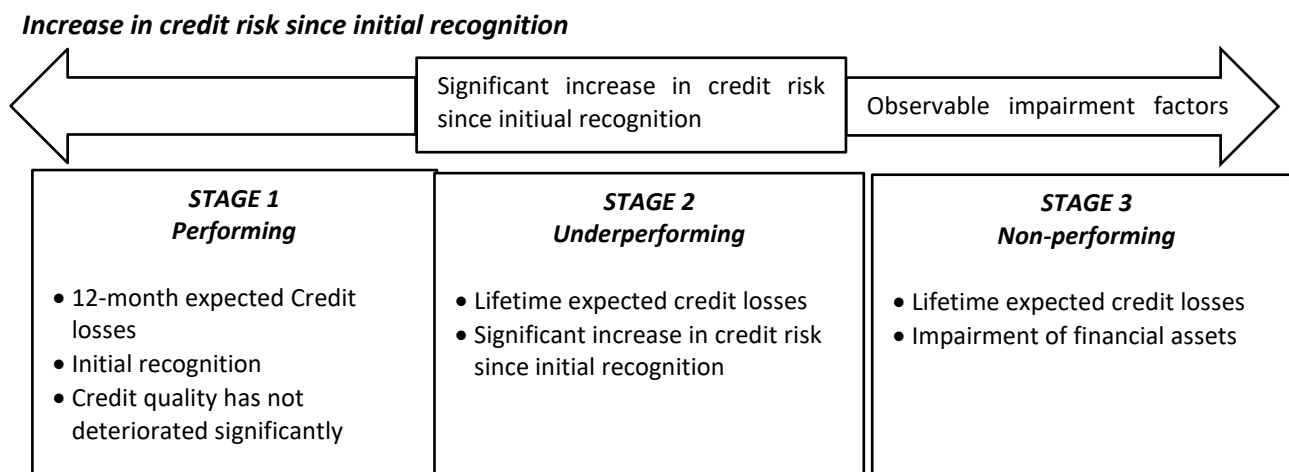 Increase in credit risk since initial recognition
Significant increase in credit risk
since initiual recognition
Observable impairment factors
STAGE 1
Performing
• 12-month expected Credit
losses
• Initial recognition
• Credit quality has not
deteriorated significantly
STAGE 2
Underperforming
• Lifetime expected credit losses
• Significant increase in credit risk
since initial recognition
STAGE 3
Non-performing
• Lifetime expected credit losses
• Impairment of financial assets